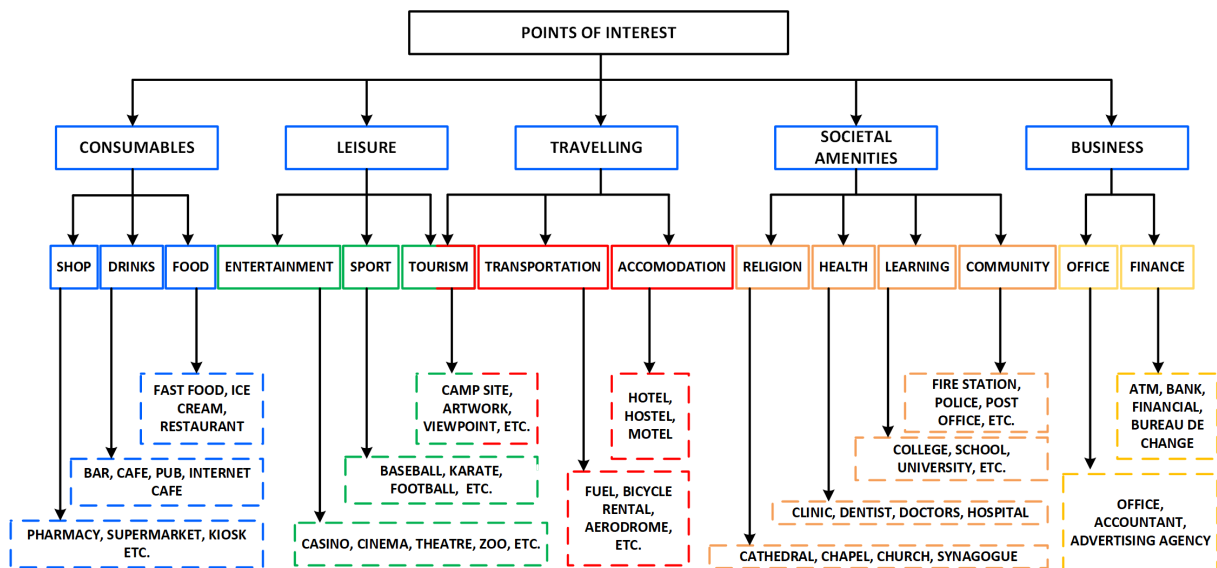 POINTS OF INTEREST
CONSUMABLES
LEISURE
TRAVELLING
SOCIETAL
AMENITIES
BUSINESS
SHOP
DRINKS
FOOD
ENTERTAINMENT
SPORT
TOURISM
TRANSPORTATION
ACCOMODATION
RELIGION
HEALTH
LEARNING
COMMUNITY
OFFICE
FINANCE
FAST FOOD, ICE
CREAM,
RESTAURANT
CAMP SITE,
ARTWORK,
VIEWPOINT, ETC.
HOTEL,
HOSTEL,
MOTEL
FIRE STATION,
POLICE, POST
OFFICE, ETC.
ATM, BANK,
FINANCIAL,
BUREAU DE
CHANGE
BAR, CAFE, PUB, INTERNET
CAFE
BASEBALL, KARATE,
FOOTBALL, ETC.
COLLEGE, SCHOOL,
UNIVERSITY, ETC.
FUEL, BICYCLE
RENTAL,
AERODROME,
ETC.
CLINIC, DENTIST, DOCTORS, HOSPITAL
OFFICE,
ACCOUNTANT,
ADVERTISING AGENCY
PHARMACY, SUPERMARKET, KIOSK
ETC.
CASINO, CINEMA, THEATRE, ZOO, ETC.
CATHEDRAL, CHAPEL, CHURCH, SYNAGOGUE